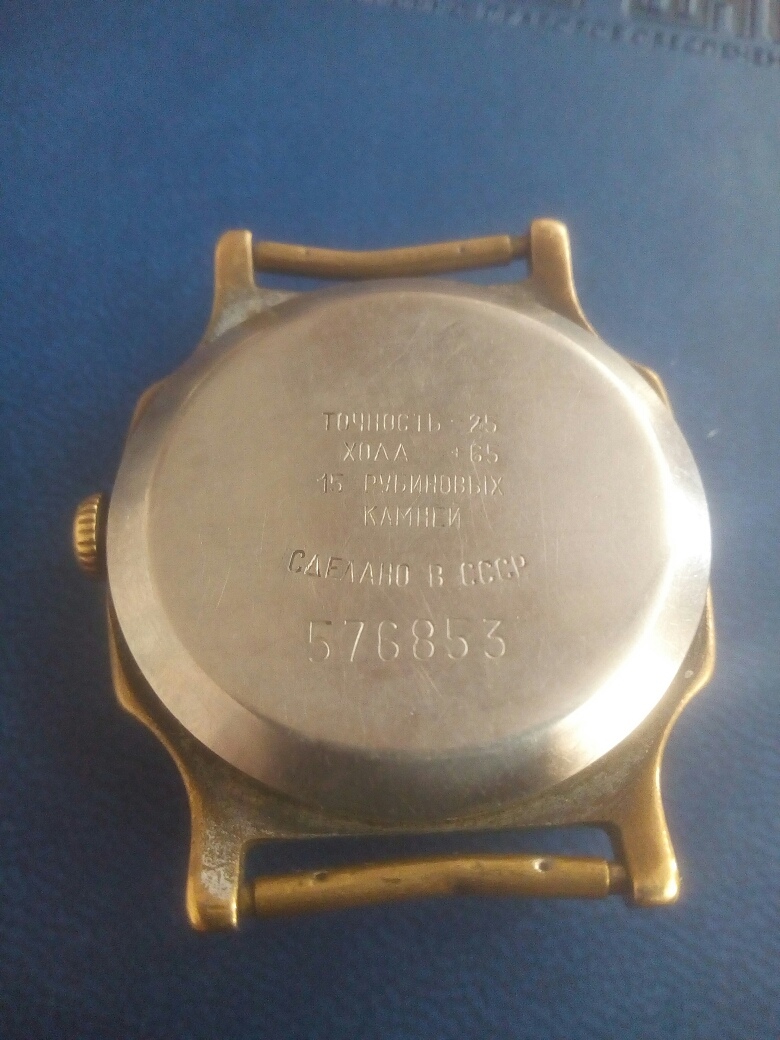 ТОЧНОСТЬ -25
ХОДА +65
15 РУБИНОВЫХ
КАМНЕЙ
СДЕЛАНО В СССР
576853